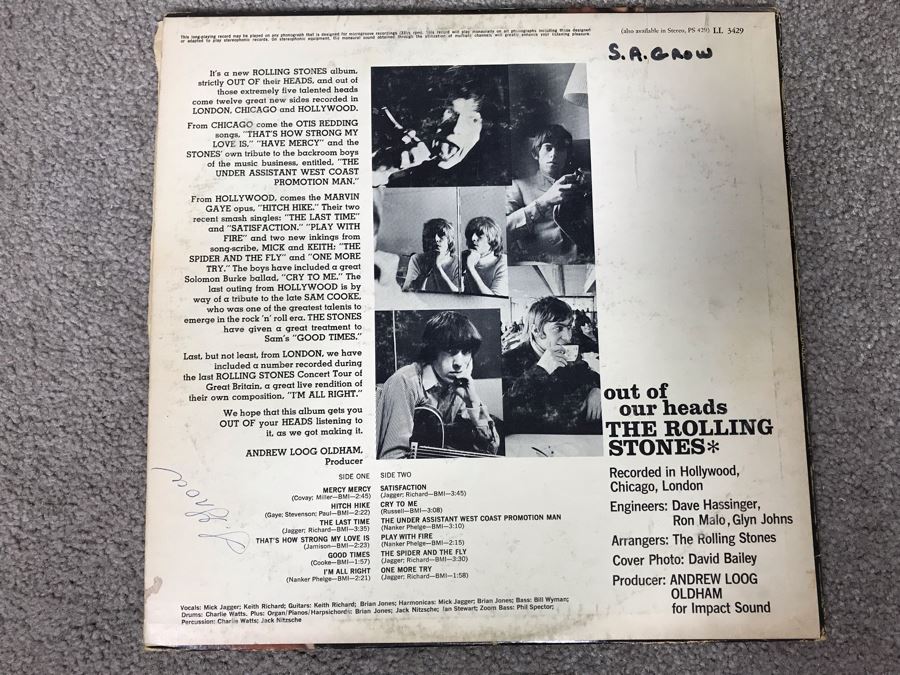 This long-playing record may be played on any phonograph that is designed for microgroove recordings (33⅓ rpm). This record will play monaurally on all phonographs including those designed
or adapted to play stereophonic records. On stereophonic equipment, the monaural sound obtained through the utilization of multiple channels will greatly enhance your listening pleasure.
(also available in Stereo, PS 429) LL 3429
S.A.GROW
It's a new ROLLING STONES album,
strictly OUT of their HEADS, and out of
those extremely five talented heads
come twelve great new sides recorded in
LONDON, CHICAGO and HOLLYWOOD.
From CHICAGO come the OTIS REDDING
songs, "THAT'S HOW STRONG MY
LOVE IS," "HAVE MERCY" and the
STONES' own tribute to the backroom boys
of the music business, entitled, "THE
UNDER ASSISTANT WEST COAST
PROMOTION MAN."
From HOLLYWOOD, comes the MARVIN
GAYE opus, "HITCH HIKE." Their two
recent smash singles: "THE LAST TIME"
and "SATISFACTION." "PLAY WITH
FIRE" and two new inkings from
song-scribe, MICK and KEITH: "THE
SPIDER AND THE FLY" and "ONE MORE
TRY." The boys have included a great
Solomon Burke ballad, "CRY TO ME." The
last outing from HOLLYWOOD is by
way of a tribute to the late SAM COOKE,
who was one of the greatest talents to
emerge in the rock 'n' roll era. THE STONES
have given a great treatment to
Sam's "GOOD TIMES."
Last, but not least, from LONDON, we have
included a number recorded during
the last ROLLING STONES Concert Tour of
Great Britain, a great live rendition of
their own composition, "I'M ALL RIGHT."
We hope that this album gets you
OUT OF your HEADS listening to
it, as we got making it.
ANDREW LOOG OLDHAM,
Producer
SIDE ONE
MERCY MERCY
(Covay; Miller—BMI—2:45)
HITCH HIKE
(Gaye; Stevenson; Paul—BMI—2:22)
THE LAST TIME
(Jagger; Richard—BMI—3:35)
THAT'S HOW STRONG MY LOVE IS
(Jamison—BMI—2:23)
GOOD TIMES
(Cooke—BMI—1:57)
I'M ALL RIGHT
(Nanker Phelge—BMI—2:21)
SIDE TWO
SATISFACTION
(Jagger; Richard—BMI—3:45)
CRY TO ME
(Russell—BMI—3:08)
THE UNDER ASSISTANT WEST COAST PROMOTION MAN
(Nanker Phelge—BMI—3:10)
PLAY WITH FIRE
(Nanker Phelge—BMI—2:15)
THE SPIDER AND THE FLY
(Jagger; Richard—BMI—3:30)
ONE MORE TRY
(Jagger; Richard—BMI—1:58)
Vocals: Mick Jagger; Keith Richard; Guitars: Keith Richard; Brian Jones; Harmonicas: Mick Jagger; Brian Jones; Bass: Bill Wyman;
Drums: Charlie Watts. Plus: Organ/Pianos/Harpsichords: Brian Jones; Jack Nitzsche; Ian Stewart; Zoom Bass: Phil Spector;
Percussion: Charlie Watts; Jack Nitzsche
out of
our heads
THE ROLLING
STONES*
Recorded in Hollywood,
Chicago, London
Engineers: Dave Hassinger,
Ron Malo, Glyn Johns
Arrangers: The Rolling Stones
Cover Photo: David Bailey
Producer: ANDREW LOOG
OLDHAM
for Impact Sound